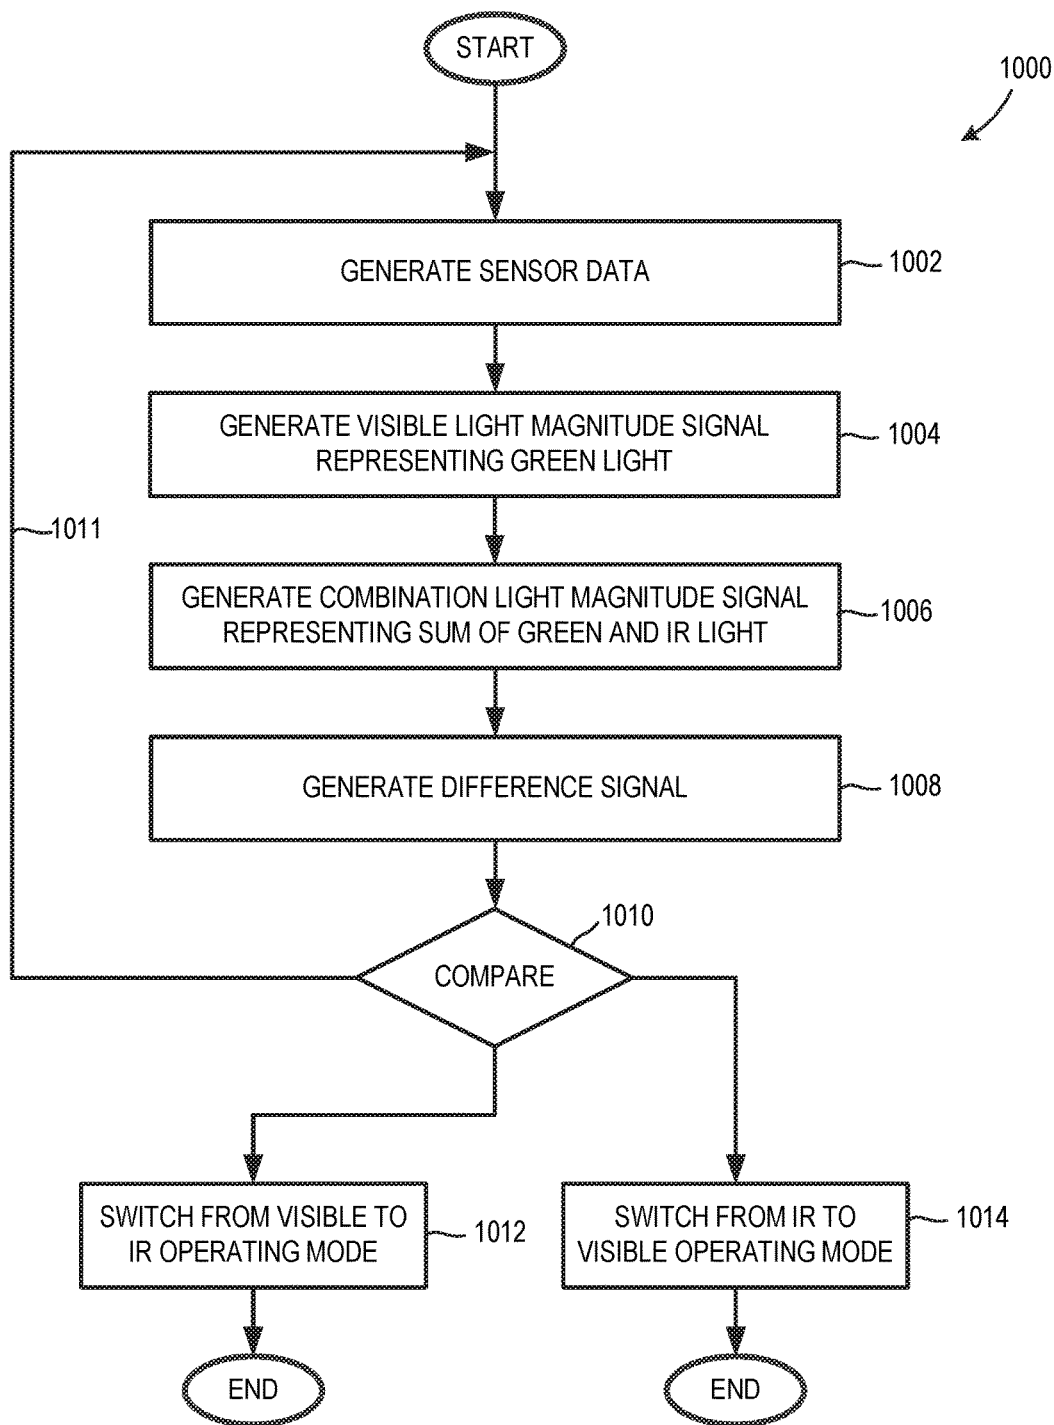 START
1000
GENERATE SENSOR DATA
1002
GENERATE VISIBLE LIGHT MAGNITUDE SIGNAL
REPRESENTING GREEN LIGHT
1004
1011
GENERATE COMBINATION LIGHT MAGNITUDE SIGNAL
REPRESENTING SUM OF GREEN AND IR LIGHT
1006
GENERATE DIFFERENCE SIGNAL
1008
1010
COMPARE
SWITCH FROM VISIBLE TO
IR OPERATING MODE
1012
SWITCH FROM IR TO
VISIBLE OPERATING MODE
1014
END
END